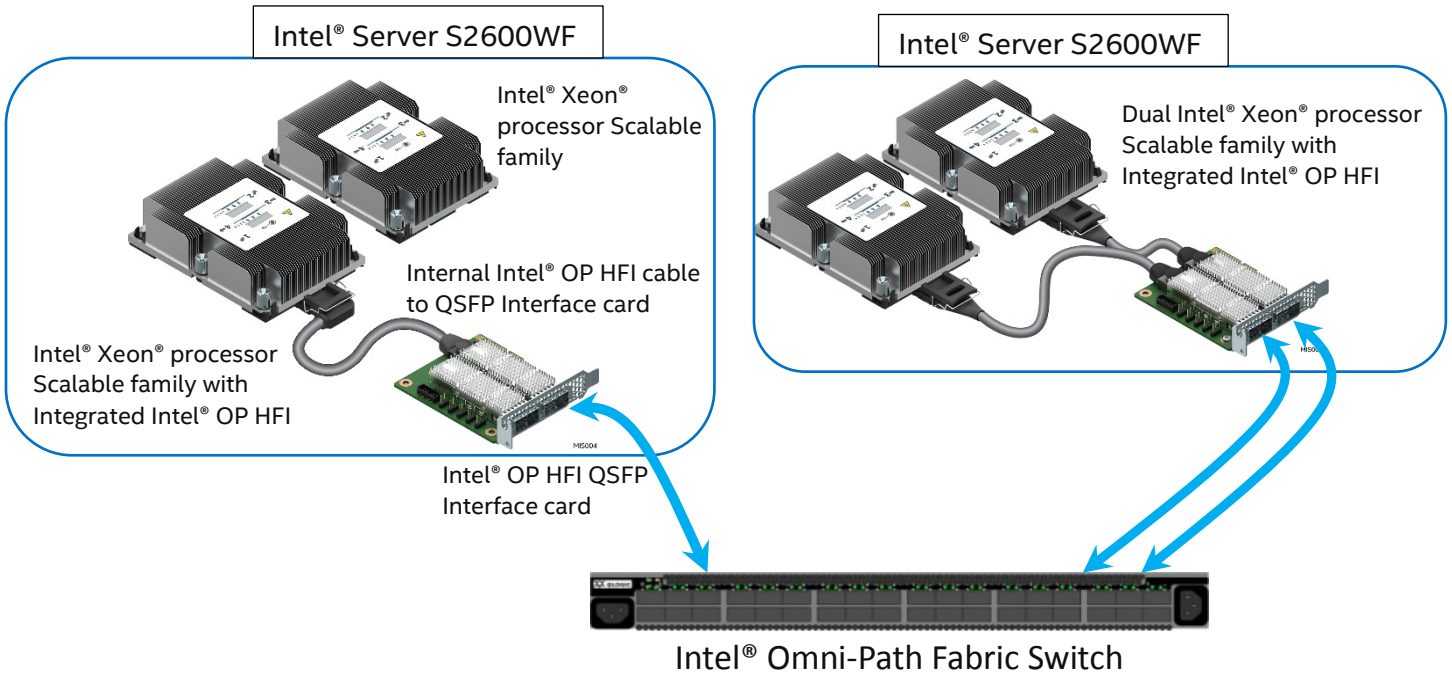 Intel® Server S2600WF
Intel® Xeon®
processor Scalable
family
Internal Intel® OP HFI cable
to QSFP Interface card
Intel® Xeon® processor
Scalable family with
Integrated Intel® OP HFI
MIS004
Intel® OP HFI QSFP
Interface card
Intel® Server S2600WF
Dual Intel® Xeon® processor
Scalable family with
Integrated Intel® OP HFI
QLOGIC
Intel® Omni-Path Fabric Switch